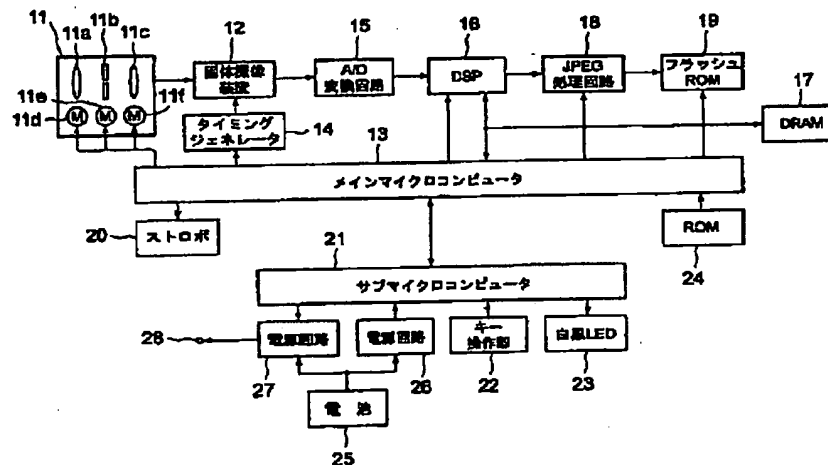 11 11a 11b 11c
12
15
16
18
19
固体撮像
装置
A/D
変換回路
DSP
JPEG
処理回路
フラッシュ
ROM
17
DRAM
11e
11f
11d
M M M
タイミング
ジェネレータ
14
13
メインマイクロコンピュータ
20
ストロボ
ROM
24
21
サブマイクロコンピュータ
28
電源回路
27
電源回路
26
キー
操作部
22
LED
23
電池
25